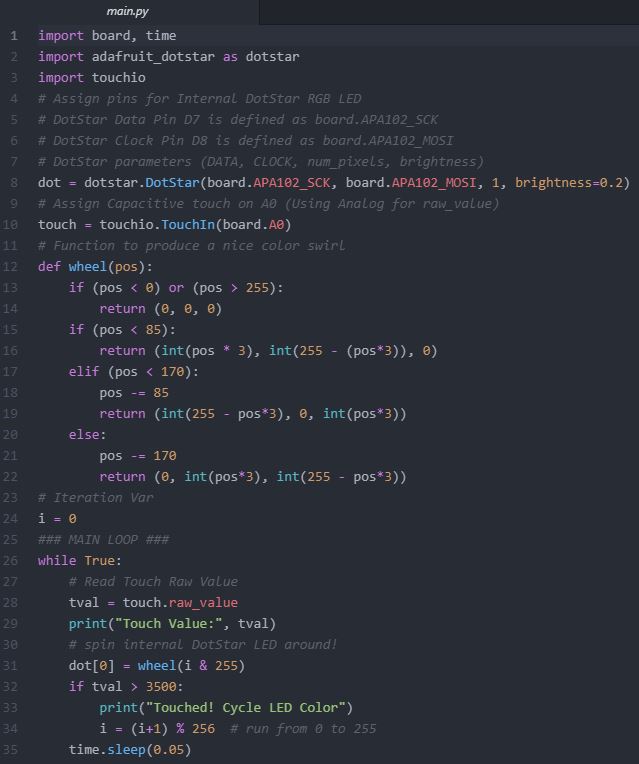 main.py
1 import board, time
2 import adafruit_dotstar as dotstar
3 import touchio
4 # Assign pins for Internal DotStar RGB LED
5 # DotStar Data Pin D7 is defined as board.APA102_SCK
6 # DotStar Clock Pin D8 is defined as board.APA102_MOSI
7 # DotStar parameters (DATA, CLOCK, num_pixels, brightness)
8 dot = dotstar.DotStar(board.APA102_SCK, board.APA102_MOSI, 1, brightness=0.2)
9 # Assign Capacitive touch on A0 (Using Analog for raw_value)
10 touch = touchio.TouchIn(board.A0)
11 # Function to produce a nice color swirl
12 def wheel(pos):
13     if (pos < 0) or (pos > 255):
14         return (0, 0, 0)
15     if (pos < 85):
16         return (int(pos * 3), int(255 - (pos*3)), 0)
17     elif (pos < 170):
18         pos -= 85
19         return (int(255 - pos*3), 0, int(pos*3))
20     else:
21         pos -= 170
22         return (0, int(pos*3), int(255 - pos*3))
23 # Iteration Var
24 i = 0
25 ### MAIN LOOP ###
26 while True:
27     # Read Touch Raw Value
28     tval = touch.raw_value
29     print("Touch Value:", tval)
30     # spin internal DotStar LED around!
31     dot[0] = wheel(i & 255)
32     if tval > 3500:
33         print("Touched! Cycle LED Color")
34         i = (i+1) % 256  # run from 0 to 255
35     time.sleep(0.05)